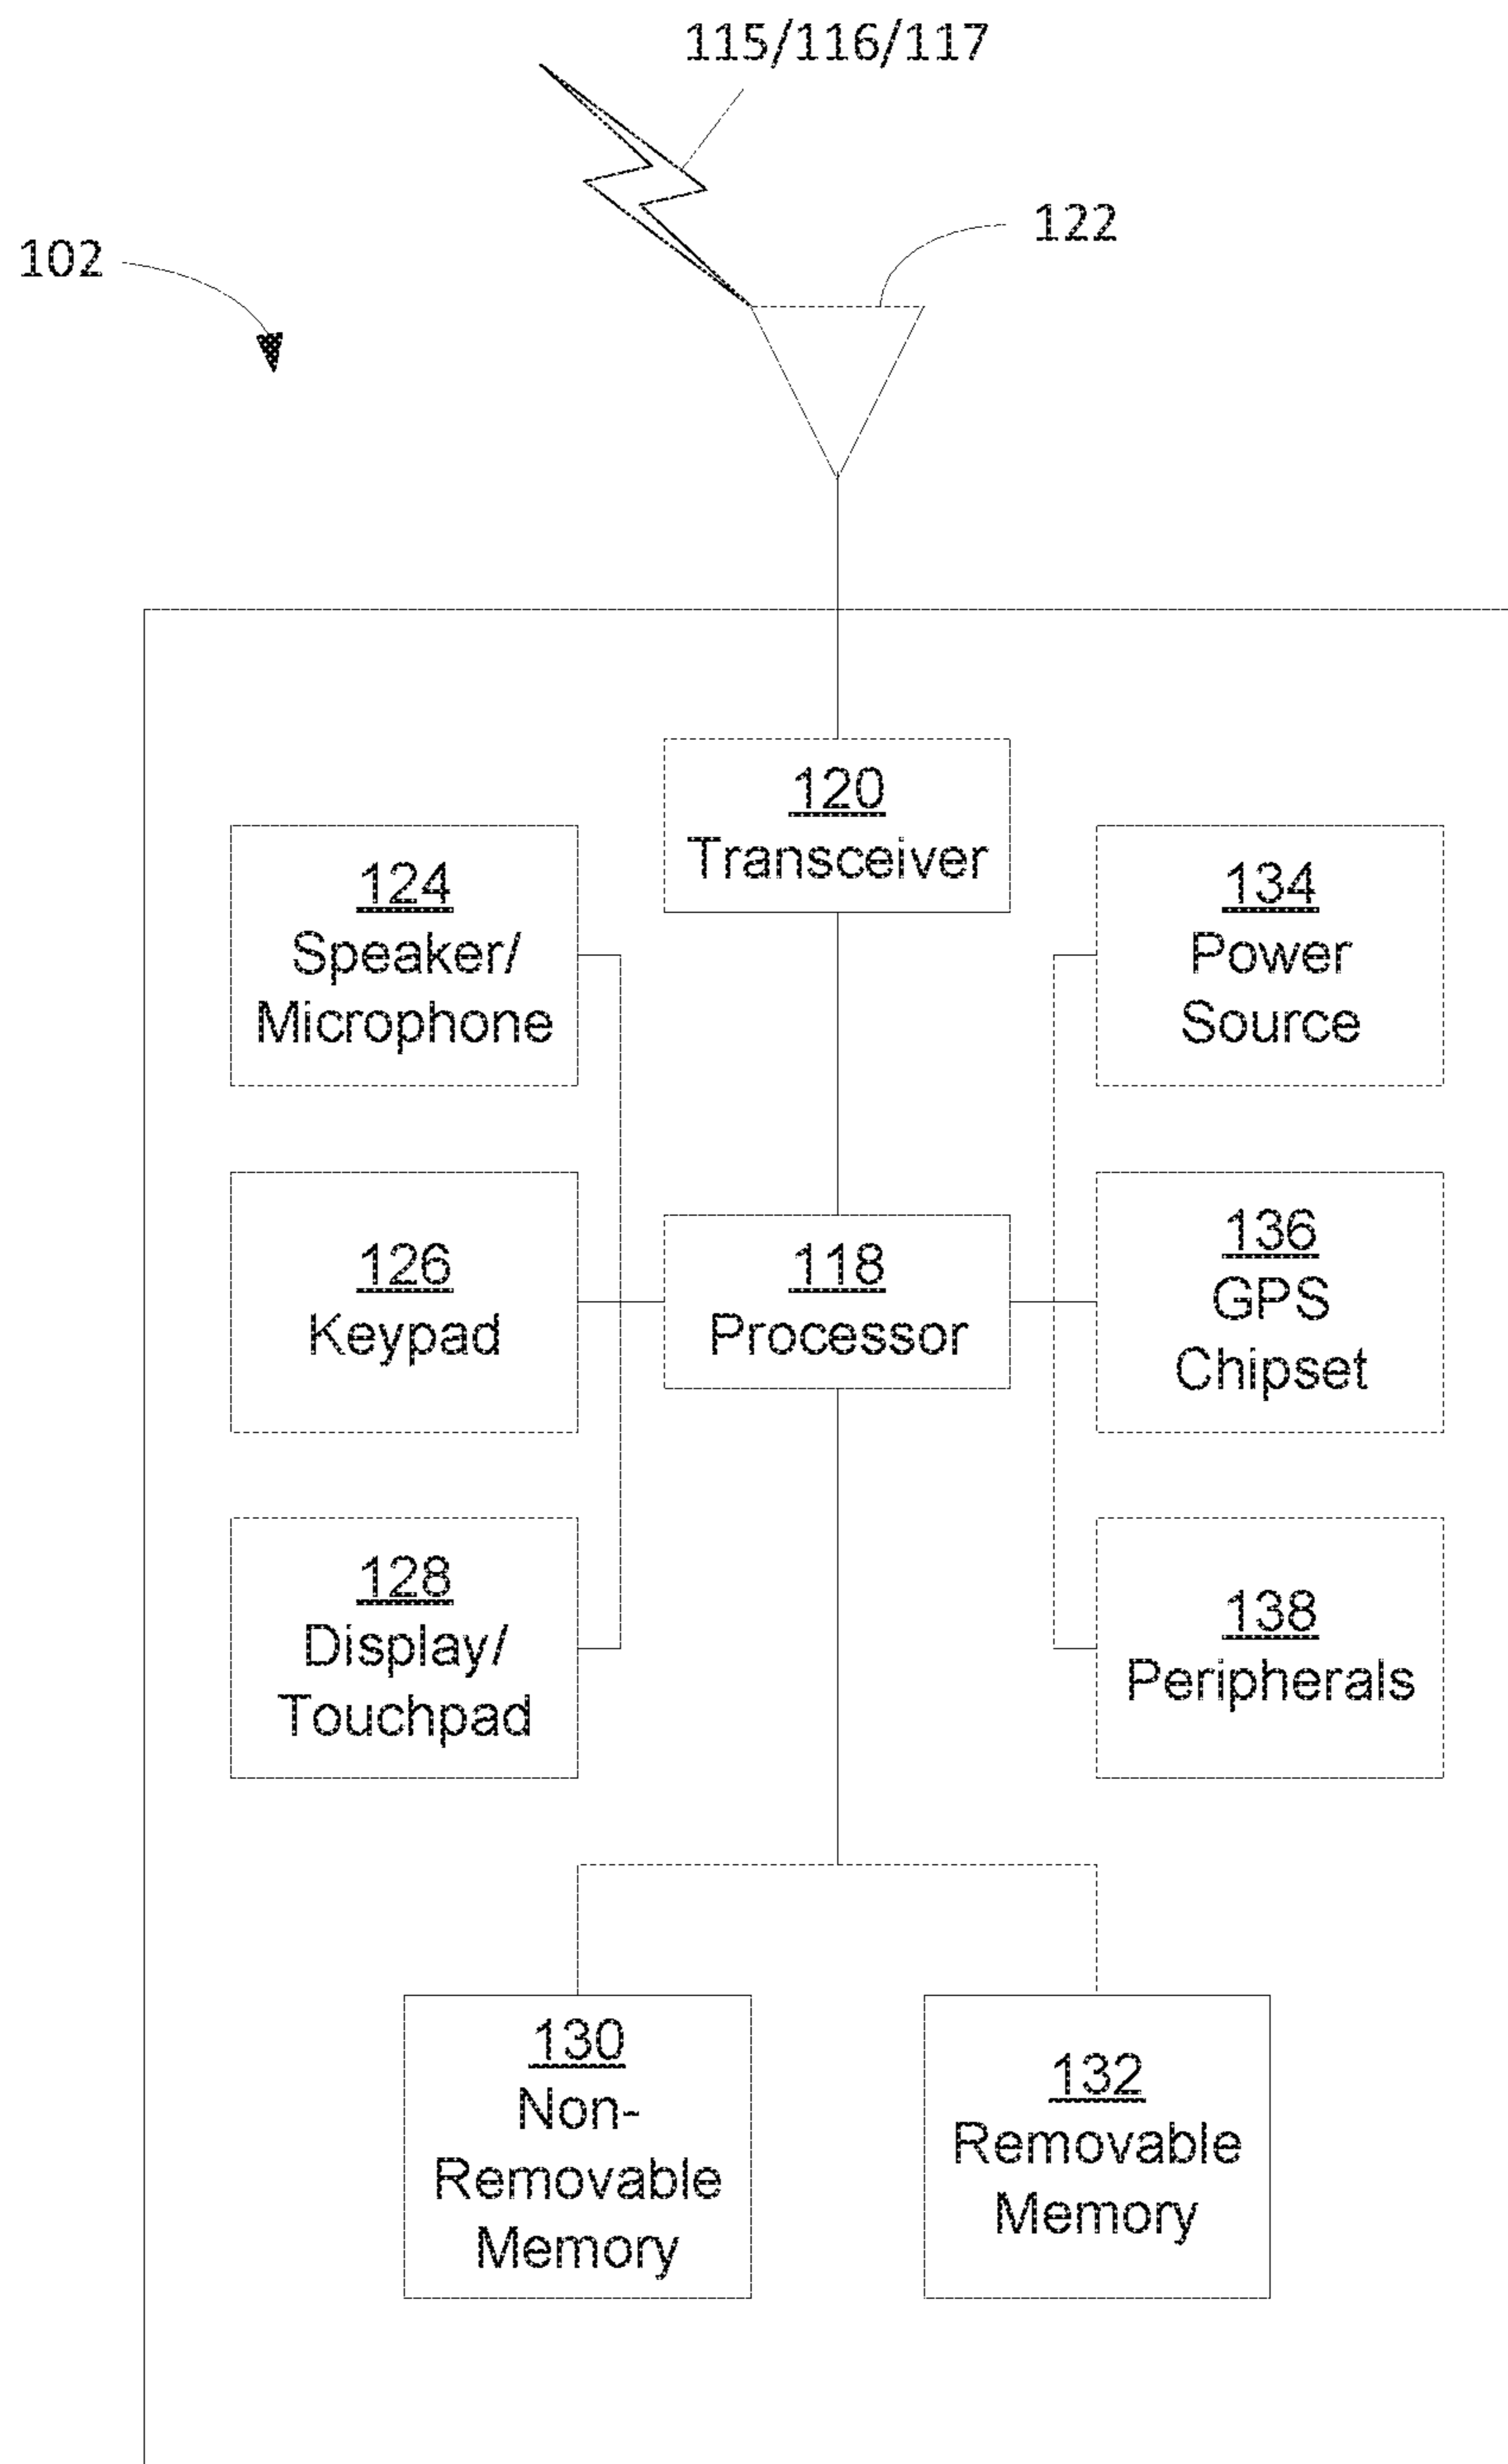 115/116/117
122
102
120
Transceiver
124
Speaker/
Microphone
134
Power
Source
126
Keypad
118
Processor
136
GPS
Chipset
128
Display/
Touchpad
138
Peripherals
130
Non-
Removable
Memory
132
Removable
Memory